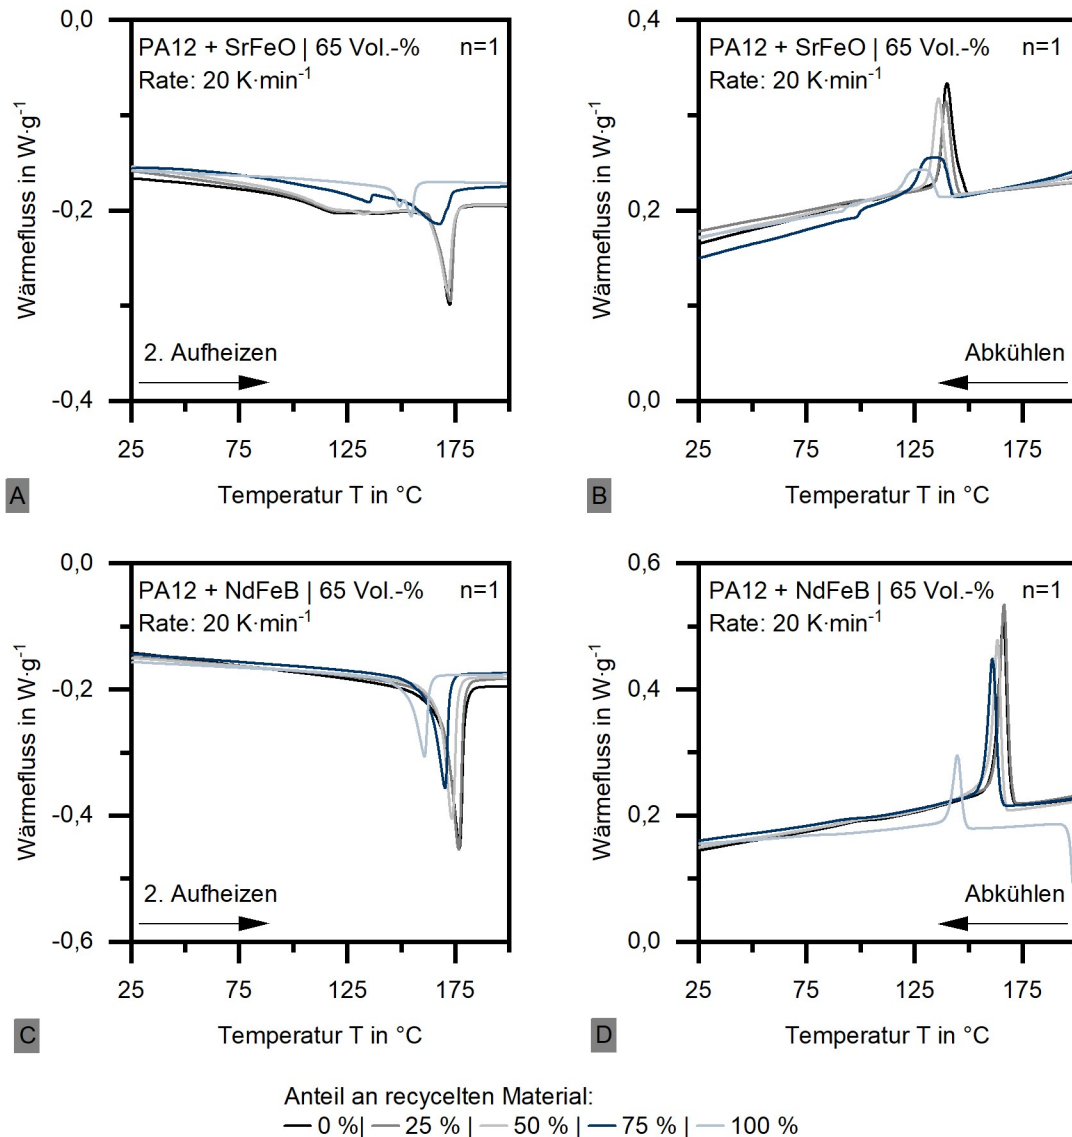 0,0
PA12 + SrFeO | 65 Vol.-% n=1
Rate: 20 K·min⁻¹
-0,2
-0,4
Wärmefluss in W·g⁻¹
2. Aufheizen
25 75 125 175
Temperatur T in °C
A
0,4
PA12 + SrFeO | 65 Vol.-% n=1
Rate: 20 K·min⁻¹
0,2
0,0
Wärmefluss in W·g⁻¹
Abkühlen
25 75 125 175
Temperatur T in °C
B
0,0
PA12 + NdFeB | 65 Vol.-% n=1
Rate: 20 K·min⁻¹
-0,2
-0,4
-0,6
Wärmefluss in W·g⁻¹
2. Aufheizen
25 75 125 175
Temperatur T in °C
C
0,6
PA12 + NdFeB | 65 Vol.-% n=1
Rate: 20 K·min⁻¹
0,4
0,2
0,0
Wärmefluss in W·g⁻¹
Abkühlen
25 75 125 175
Temperatur T in °C
D
Anteil an recycelten Material:
0 %| 25 % | 50 % | 75 % | 100 %